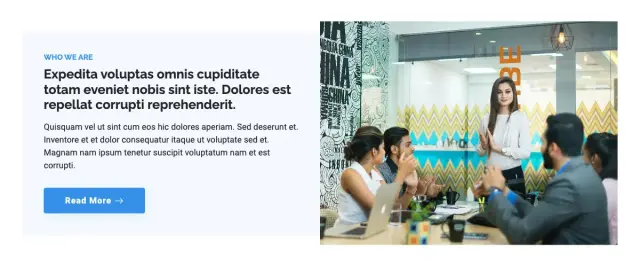 WHO WE ARE
Expedita voluptas omnis cupiditate
totam eveniet nobis sint iste. Dolores est
repellat corrupti reprehenderit.
Quisquam vel ut sint cum eos hic dolores aperiam. Sed deserunt et.
Inventore et et dolor consequatur itaque ut voluptate sed et.
Magnam nam ipsum tenetur suscipit voluptatum nam et est
corrupti.
Read More →